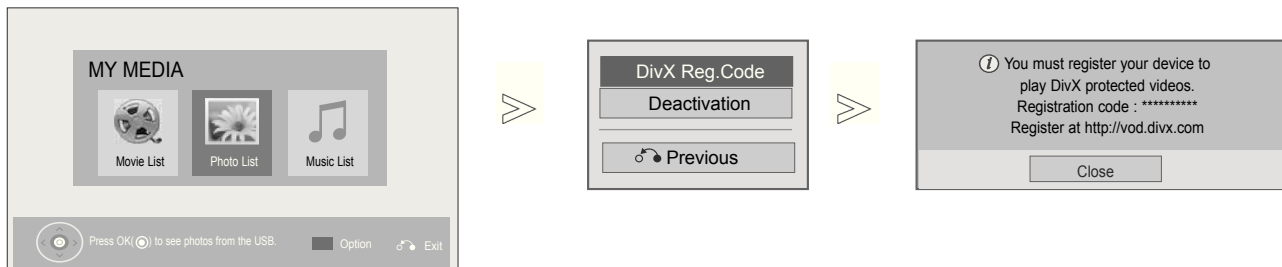 MY MEDIA
Movie List
Photo List
Music List
Press OK(◉) to see photos from the USB.
Option
Exit
DivX Reg.Code
Deactivation
Previous
You must register your device to
play DivX protected videos.
Registration code : **********
Register at http://vod.divx.com
Close